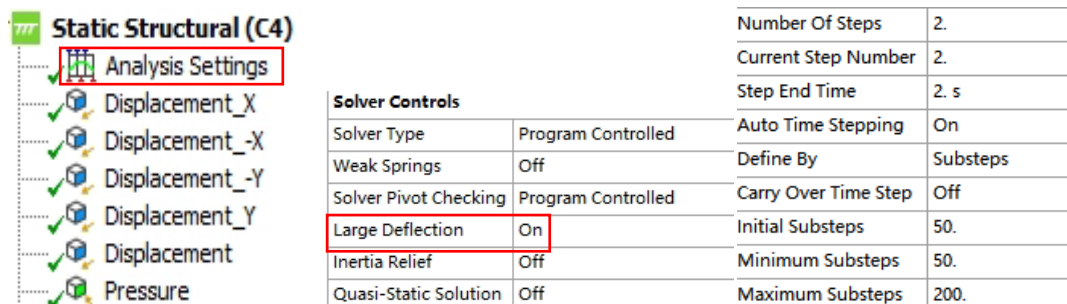 Static Structural (C4)
Analysis Settings
Displacement_X
Displacement_-X
Displacement_-Y
Displacement_Y
Displacement
Pressure
Solver Controls
Solver Type Program Controlled
Weak Springs Off
Solver Pivot Checking Program Controlled
Large Deflection On
Inertia Relief Off
Quasi-Static Solution Off
Number Of Steps 2.
Current Step Number 2.
Step End Time 2. s
Auto Time Stepping On
Define By Substeps
Carry Over Time Step Off
Initial Substeps 50.
Minimum Substeps 50.
Maximum Substeps 200.